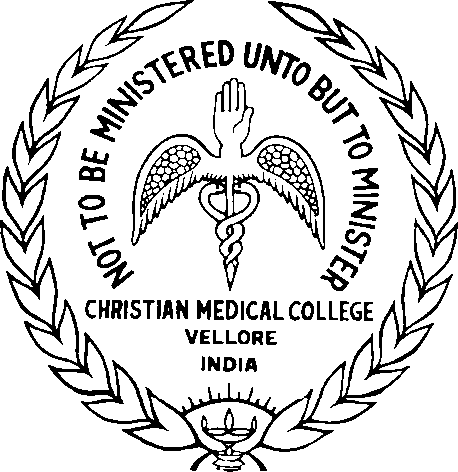 NOT TO BE MINISTERED UNTO BUT TO MINISTER
CHRISTIAN MEDICAL COLLEGE
VELLORE
INDIA